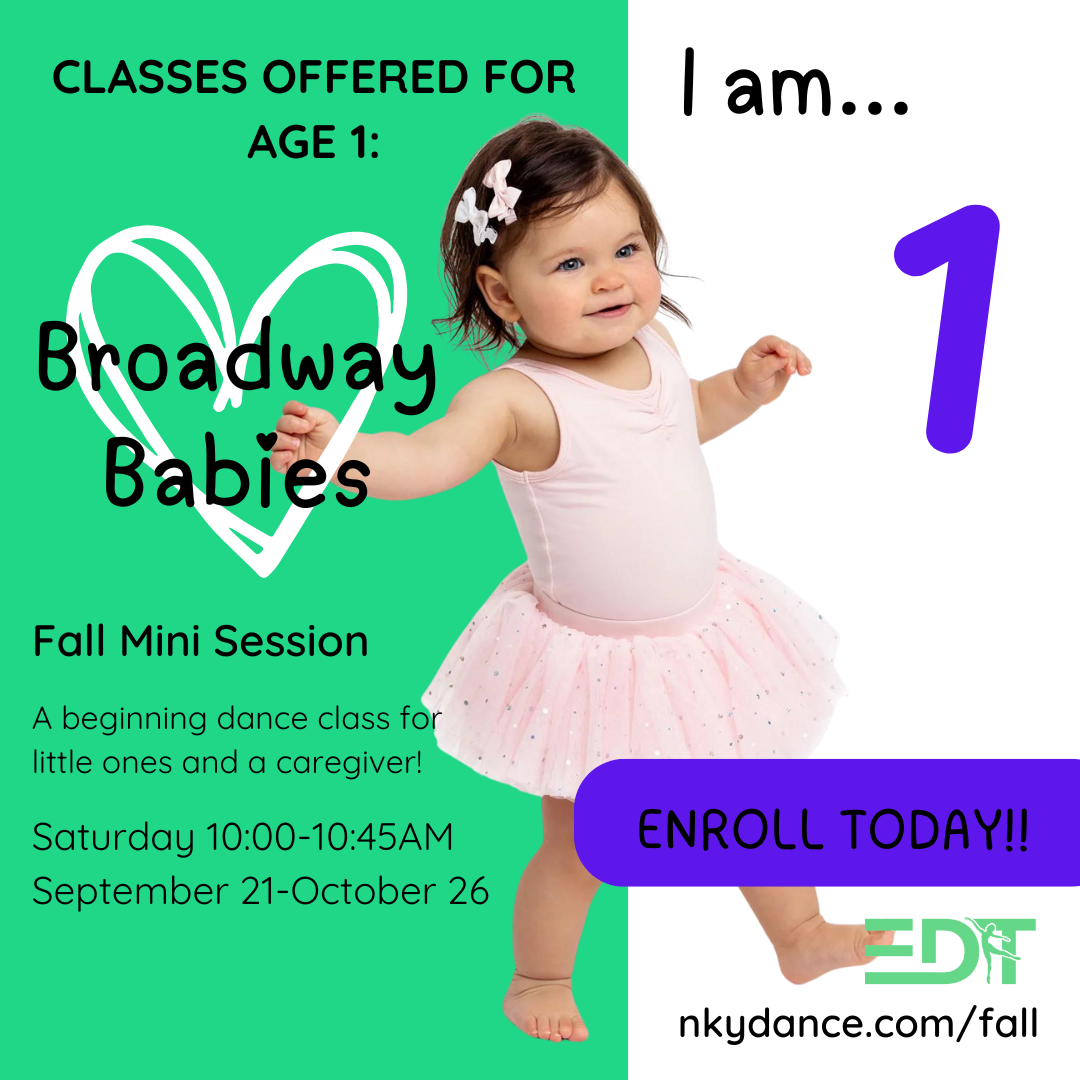 CLASSES OFFERED FOR
AGE 1:
Broadway
Babies
Fall Mini Session
A beginning dance class for
little ones and a caregiver!
Saturday 10:00-10:45AM
September 21-October 26
I am...
1
ENROLL TODAY!!
EDT
nkydance.com/fall